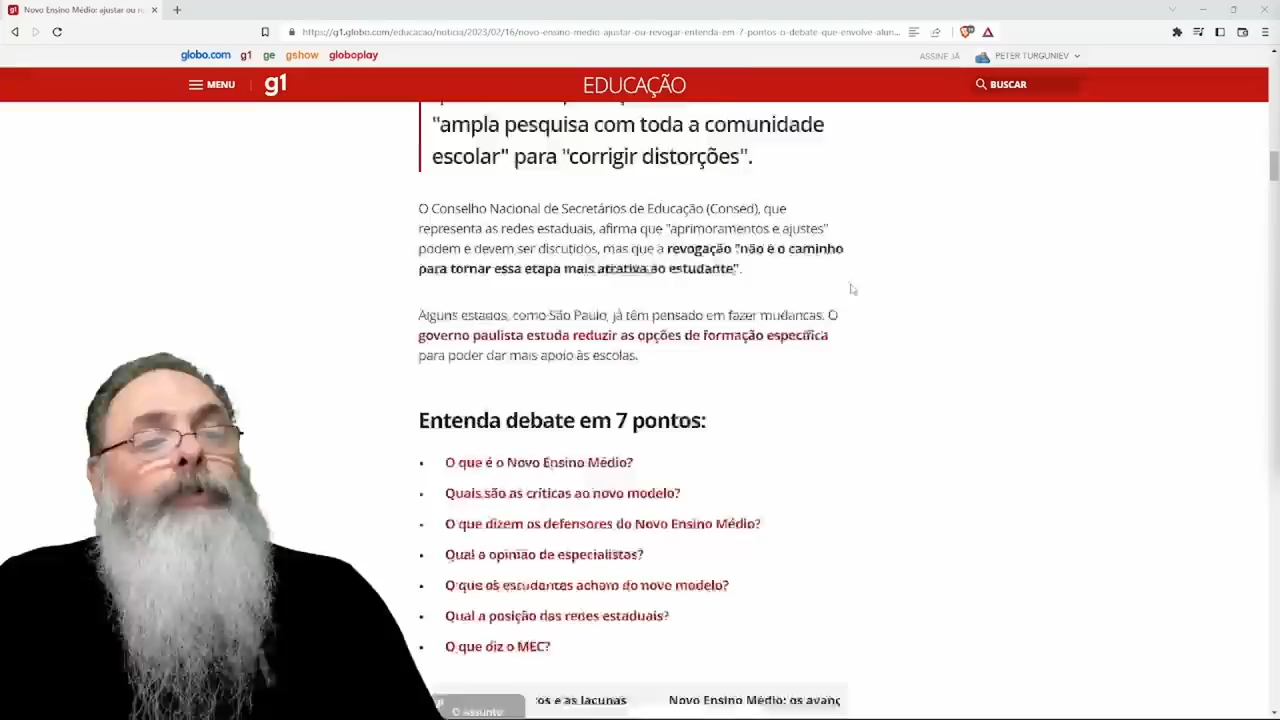 Novo Ensino Médio: ajustar ou re
https://g1.globo.com/educacao/noticia/2023/02/16/novo-ensino-medio-ajustar-ou-revogar-entenda-em-7-pontos-o-debate-que-envolve-alun...
globo.com g1 ge gshow globoplay ASSINE JÁ PETER TURGUNIEV
MENU g1 EDUCAÇÃO BUSCAR
"ampla pesquisa com toda a comunidade
escolar" para "corrigir distorções".
O Conselho Nacional de Secretários de Educação (Consed), que
representa as redes estaduais, afirma que "aprimoramentos e ajustes"
podem e devem ser discutidos, mas que a revogação "não é o caminho
para tornar essa etapa mais atrativa ao estudante".
Alguns estados, como São Paulo, já têm pensado em fazer mudanças. O
governo paulista estuda reduzir as opções de formação específica
para poder dar mais apoio às escolas.
Entenda debate em 7 pontos:
• O que é o Novo Ensino Médio?
• Quais são as críticas ao novo modelo?
• O que dizem os defensores do Novo Ensino Médio?
• Qual a opinião de especialistas?
• O que os estudantes acham do novo modelo?
• Qual a posição das redes estaduais?
• O que diz o MEC?
os e as lacunas Novo Ensino Médio: os avanç
Assunto